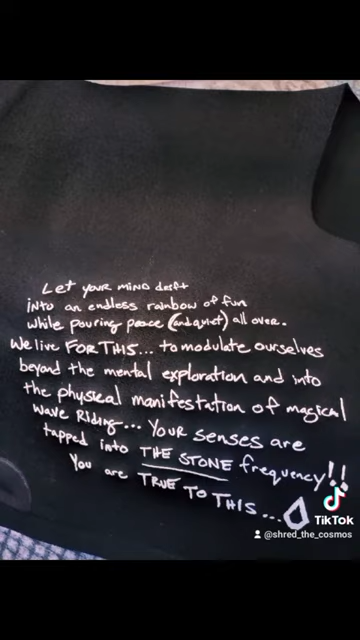 Let your mind drift
into an endless rainbow of fun
while pouring peace (and quiet) all over.
We live FOR THIS... to modulate ourselves
beyond the mental exploration and into
the physical manifestation of magical
wave Riding... Your senses are
tapped into THE STONE frequency!!
You are TRUE TO THIS...
TikTok
@shred_the_cosmos